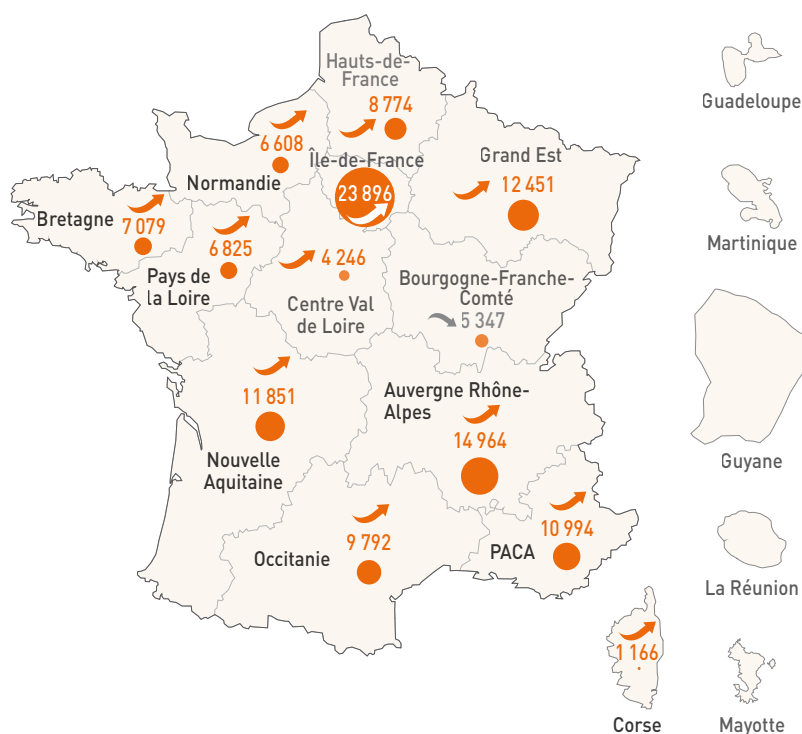 Hauts-de-
France
8 774
Guadeloupe
6 608
Normandie
Île-de-France
23 896
Grand Est
12 451
Martinique
Bretagne
7 079
6 825
Pays de
la Loire
4 246
Centre Val
de Loire
Bourgogne-Franche-
Comté
5 347
11 851
Nouvelle
Aquitaine
Auvergne Rhône-
Alpes
14 964
Guyane
Occitanie
9 792
PACA
10 994
La Réunion
1 166
Corse
Mayotte